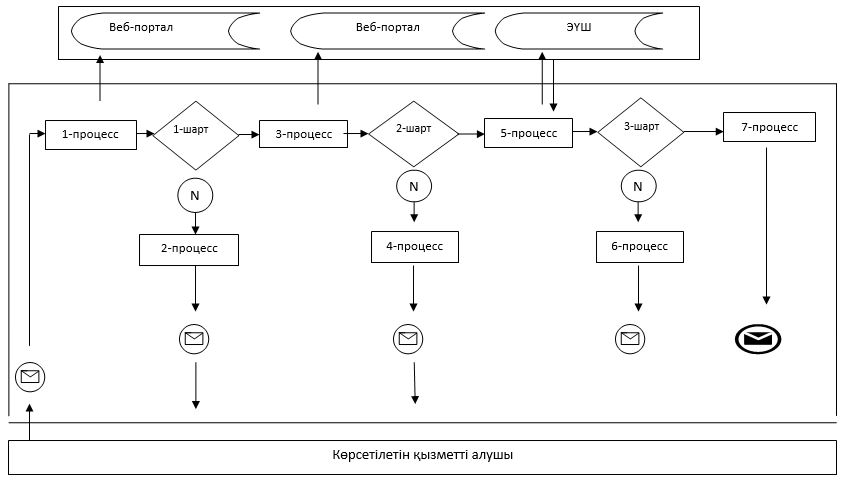 Веб-портал
Веб-портал
ЭҮШ
1-процесс
1-шарт
3-процесс
2-шарт
5-процесс
3-шарт
7-процесс
N
N
N
2-процесс
4-процесс
6-процесс
Көрсетілетін қызметті алушы